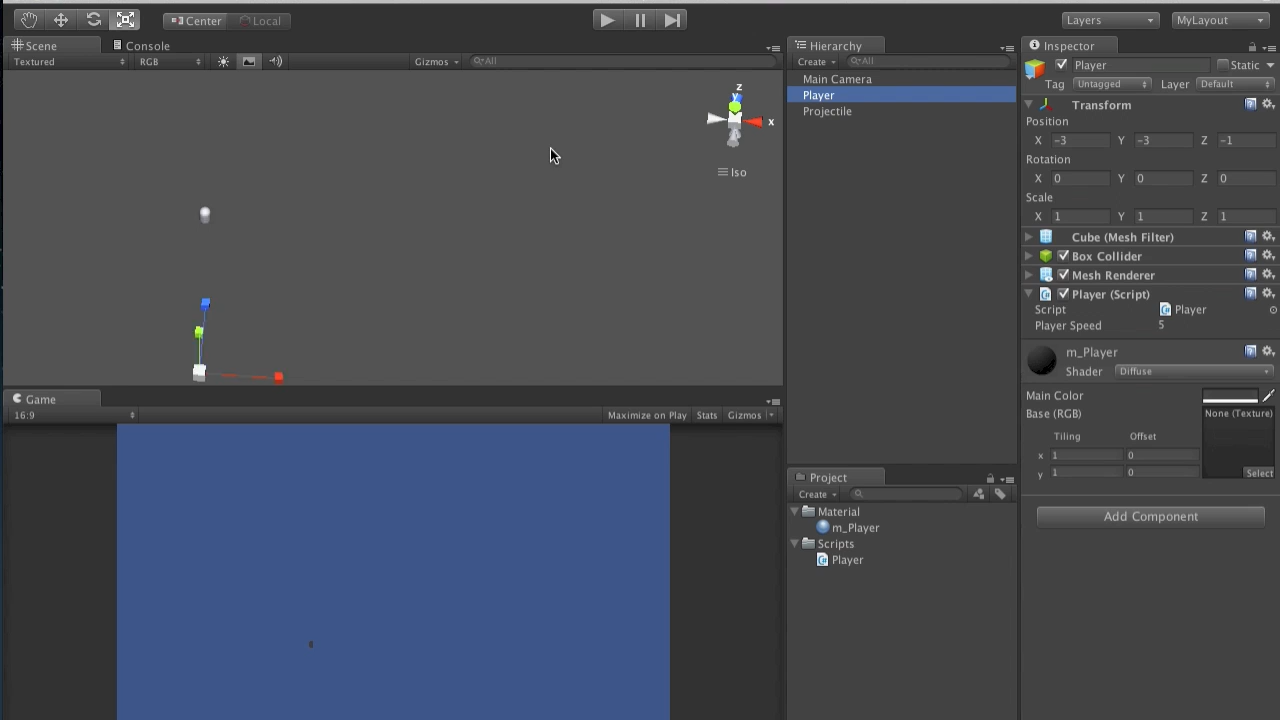 Center Local Layers MyLayout
Scene Console
Textured RGB Gizmos All
z
y
x
Iso
Game
16:9 Maximize on Play Stats Gizmos
Hierarchy
Create All
Main Camera
Player
Projectile
Project
Create
Material
m_Player
Scripts
Player
Inspector
Player Static
Tag Untagged Layer Default
Transform
Position
X -3 Y -3 Z -1
Rotation
X 0 Y 0 Z 0
Scale
X 1 Y 1 Z 1
Cube (Mesh Filter)
Box Collider
Mesh Renderer
Player (Script)
Script Player
Player Speed 5
m_Player
Shader Diffuse
Main Color
Base (RGB) None (Texture)
Tiling Offset
x 1 0
y 1 0 Select
Add Component